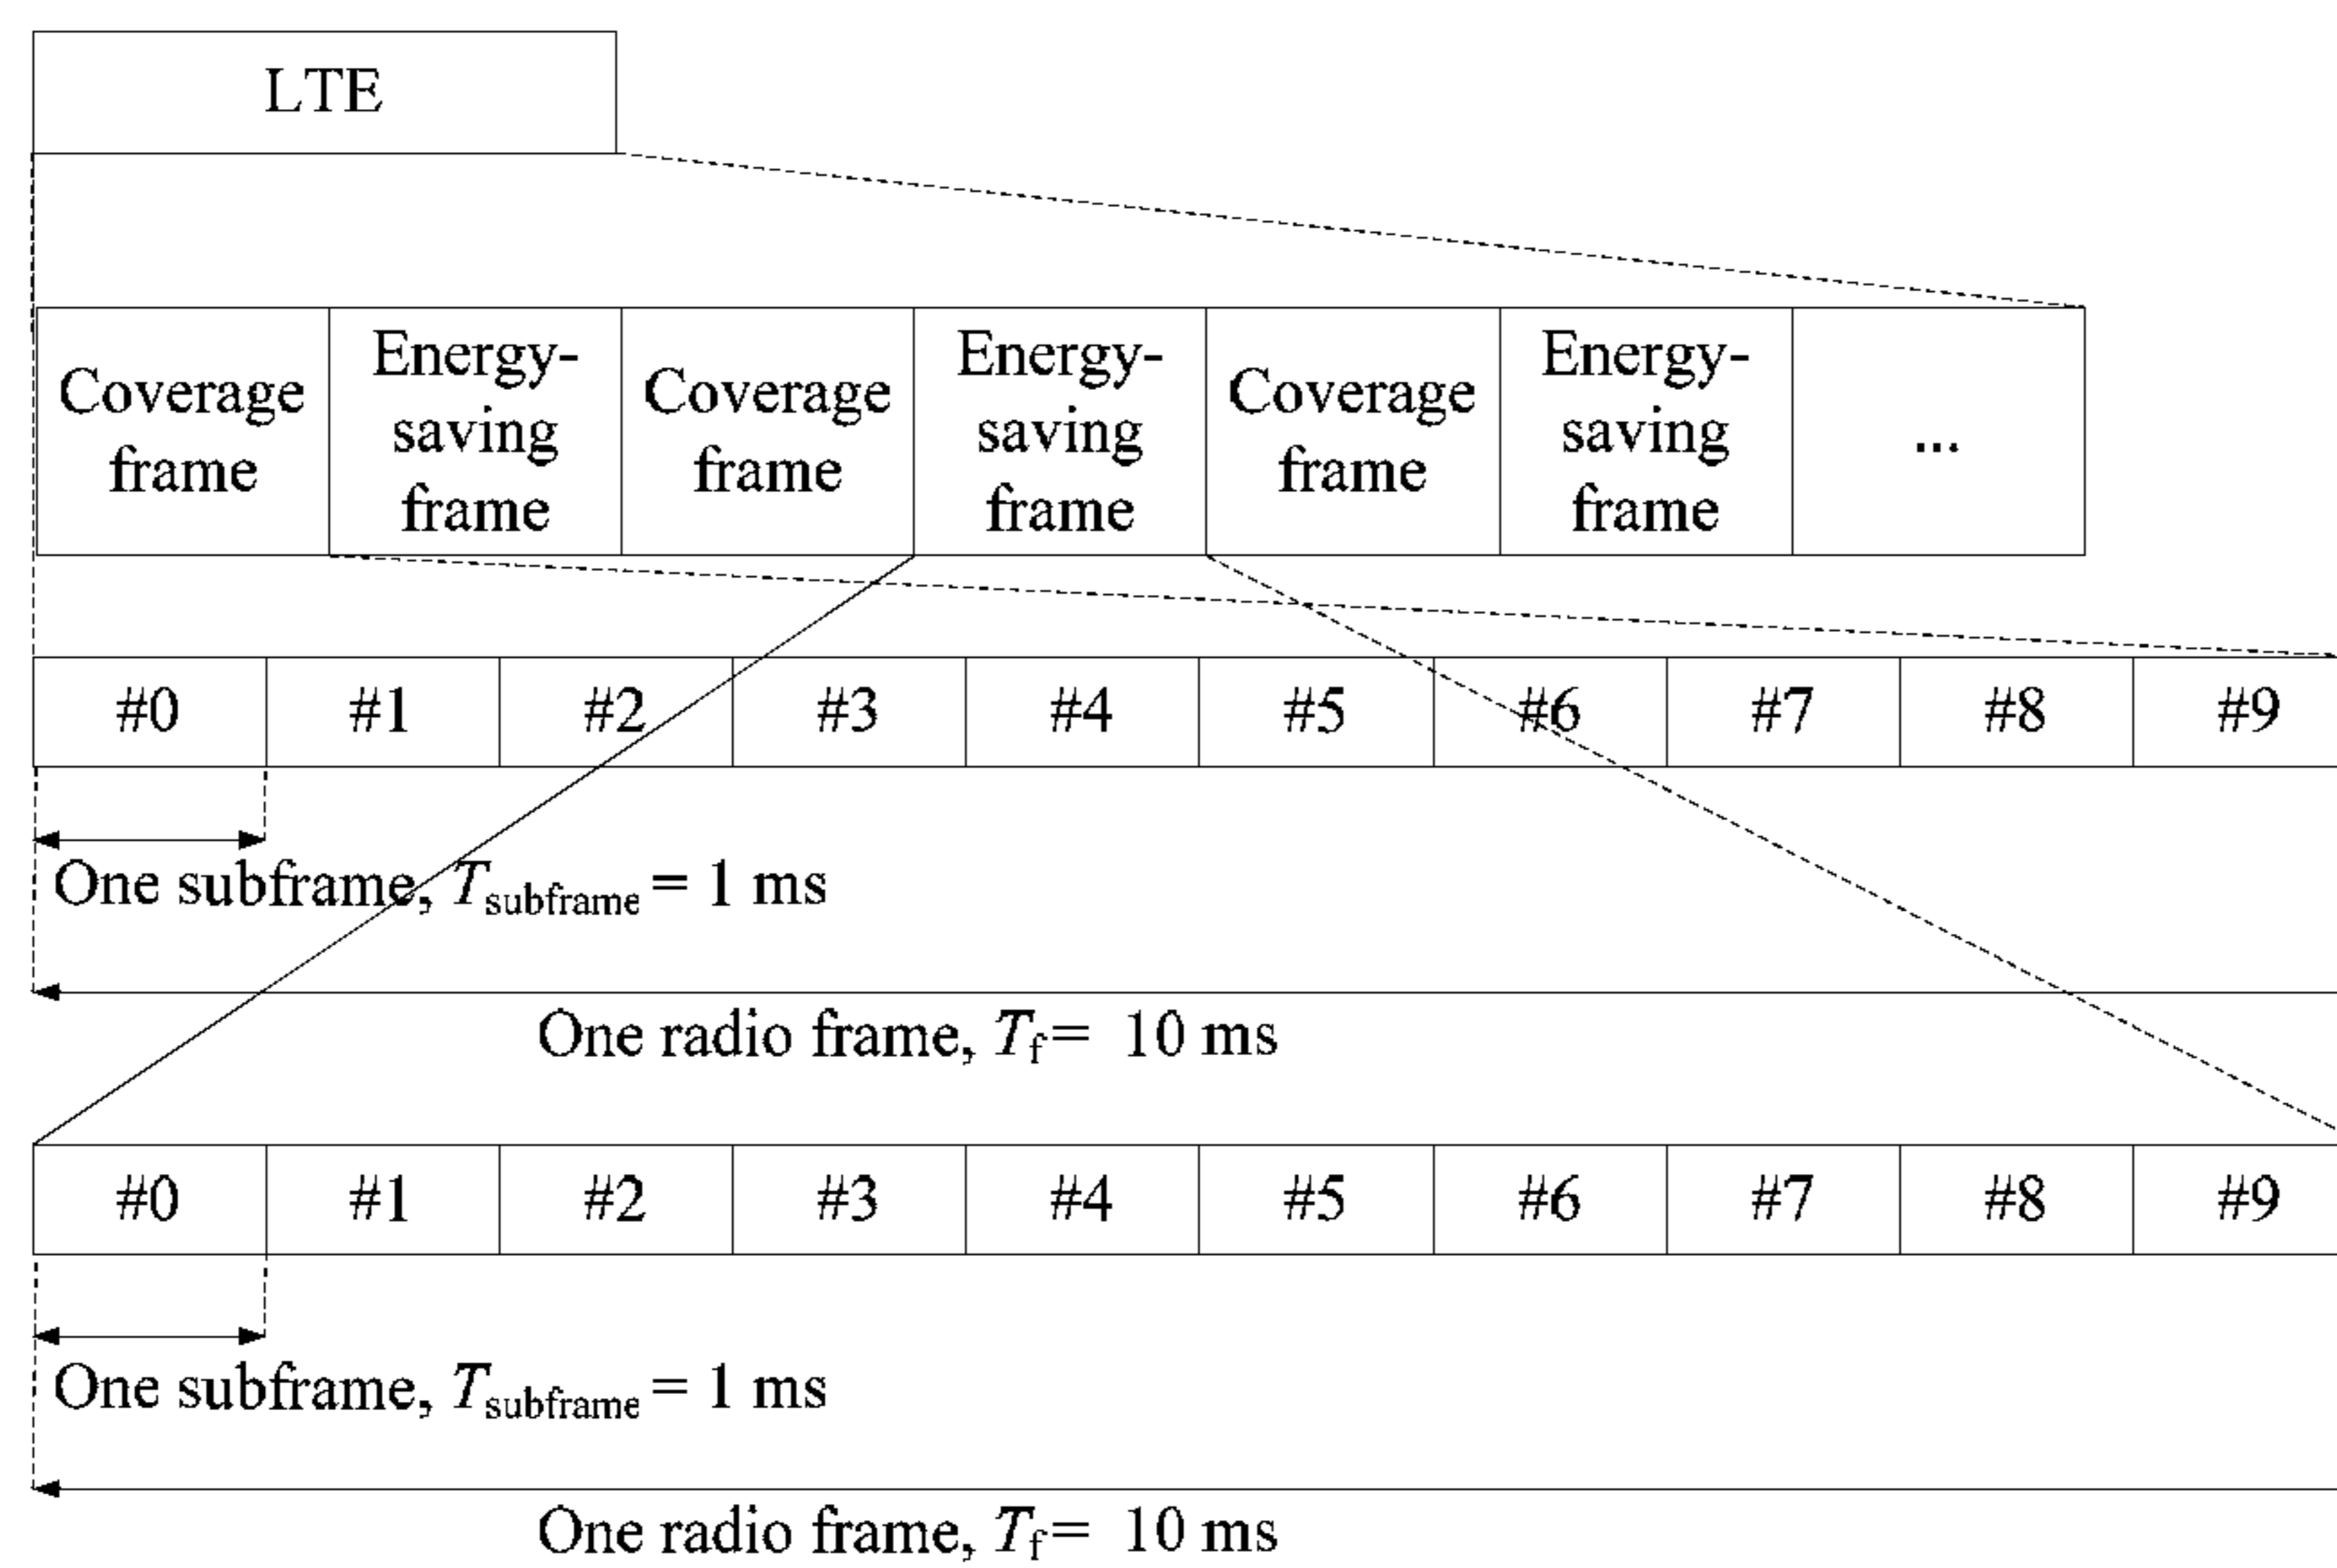 LTE
Coverage
frame
Energy-
saving
frame
Coverage
frame
Energy-
saving
frame
Coverage
frame
Energy-
saving
frame
...
#0 #1 #2 #3 #4 #5 #6 #7 #8 #9
One subframe, Tsubframe = 1 ms
One radio frame, Tf = 10 ms
#0 #1 #2 #3 #4 #5 #6 #7 #8 #9
One subframe, Tsubframe = 1 ms
One radio frame, Tf = 10 ms